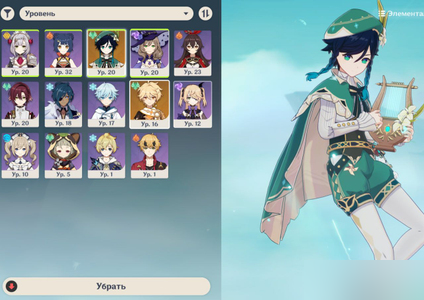 Уровень
Элемента
Ур. 20
Ур. 32
Ур. 20
Ур. 20
Ур. 23
Ур. 20
Ур. 18
Ур. 17
Ур. 16
Ур. 12
Ур. 10
Ур. 5
Ур. 1
Ур. 1
Убрать